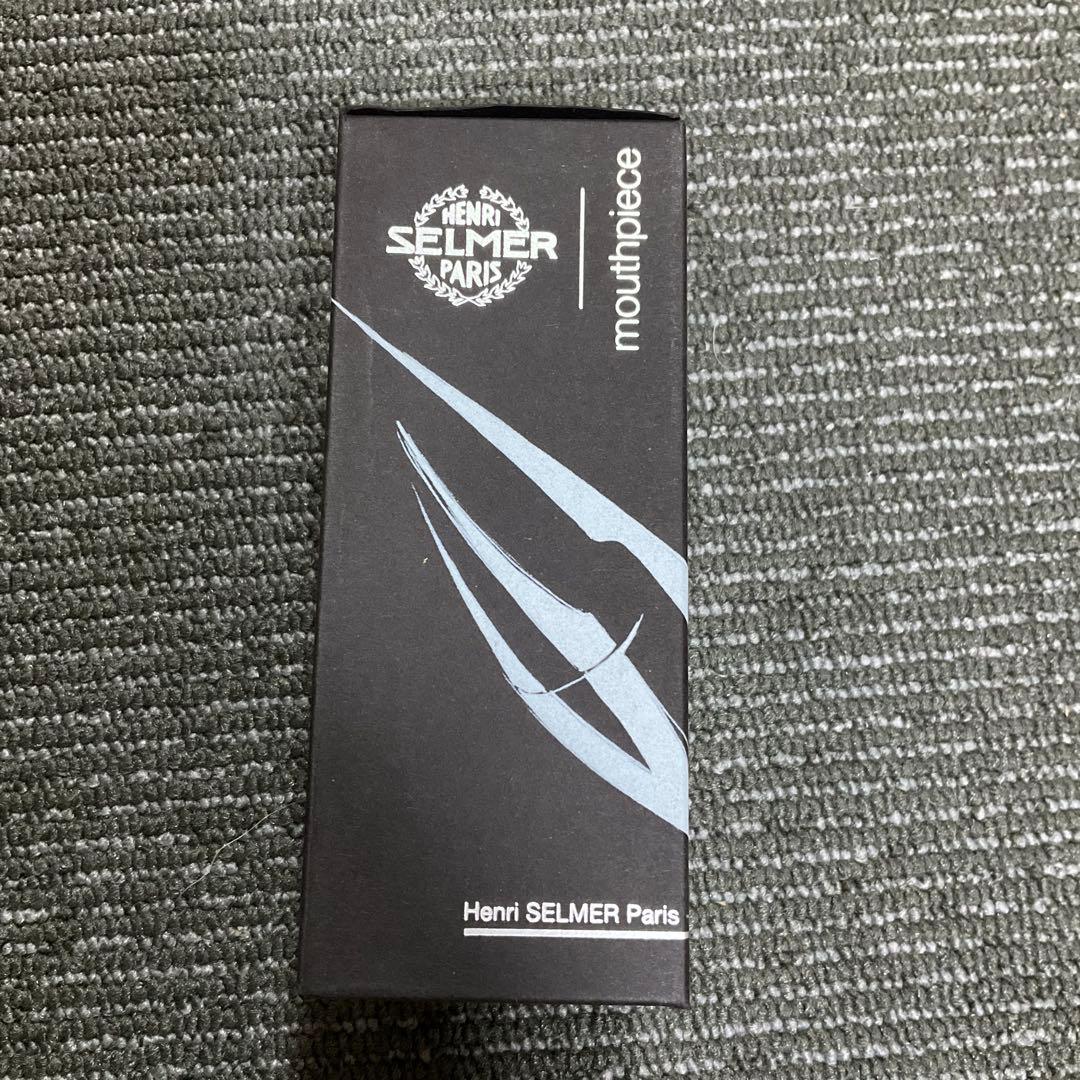 HENRI
SELMER
PARIS
mouthpiece
Henri SELMER Paris